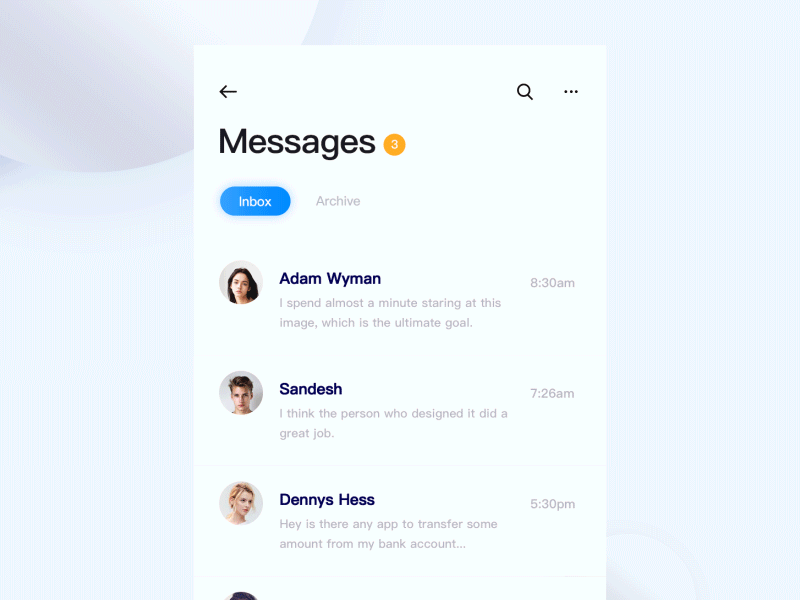 Messages 3
Inbox Archive
Adam Wyman 8:30am
I spend almost a minute staring at this
image, which is the ultimate goal.
Sandesh 7:26am
I think the person who designed it did a
great job.
Dennys Hess 5:30pm
Hey is there any app to transfer some
amount from my bank account...